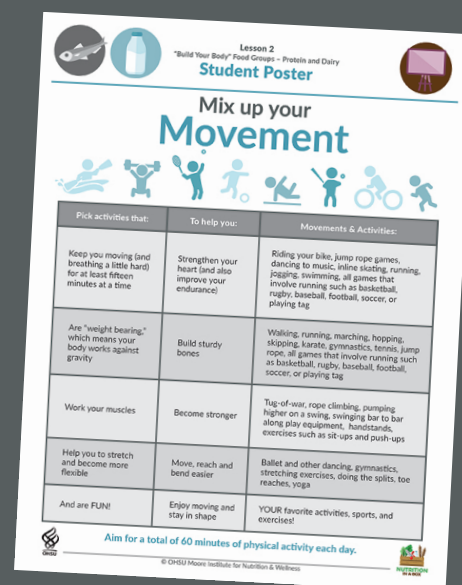 Lesson 2
"Build Your Body" Food Groups – Protein and Dairy
Student Poster
Mix up your
Movement
Pick activities that:
To help you:
Movements & Activities:
Keep you moving (and
breathing a little hard)
for at least fifteen
minutes at a time
Strengthen your
heart (and also
improve your
endurance)
Riding your bike, jump rope games,
dancing to music, inline skating, running,
jogging, swimming, all games that
involve running such as basketball,
rugby, baseball, football, soccer, or
playing tag
Are "weight bearing,"
which means your
body works against
gravity
Build sturdy
bones
Walking, running, marching, hopping,
skipping, karate, gymnastics, tennis, jump
rope, all games that involve running such
as basketball, rugby, baseball, football,
soccer, or playing tag
Work your muscles
Become stronger
Tug-of-war, rope climbing, pumping
higher on a swing, swinging bar to bar
along play equipment, handstands,
exercises such as sit-ups and push-ups
Help you to stretch
and become more
flexible
Move, reach and
bend easier
Ballet and other dancing, gymnastics,
stretching exercises, doing the splits, toe
reaches, yoga
And are FUN!
Enjoy moving and
stay in shape
YOUR favorite activities, sports, and
exercises!
Aim for a total of 60 minutes of physical activity each day.
OHSU
© OHSU Moore Institute for Nutrition & Wellness
NUTRITION
IN A BOX